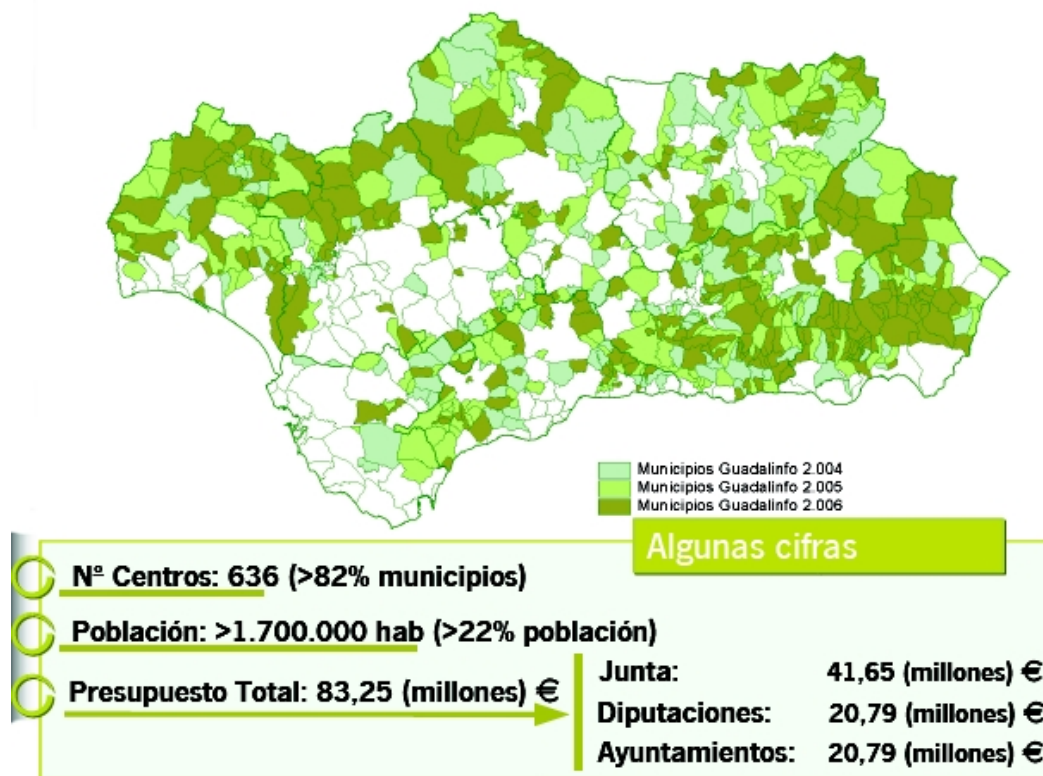 Municipios Guadalinfo 2.004
Municipios Guadalinfo 2.005
Municipios Guadalinfo 2.006
Algunas cifras
Nº Centros: 636 (>82% municipios)
Población: >1.700.000 hab (>22% población)
Presupuesto Total: 83,25 (millones) €
Junta: 41,65 (millones) €
Diputaciones: 20,79 (millones) €
Ayuntamientos: 20,79 (millones) €